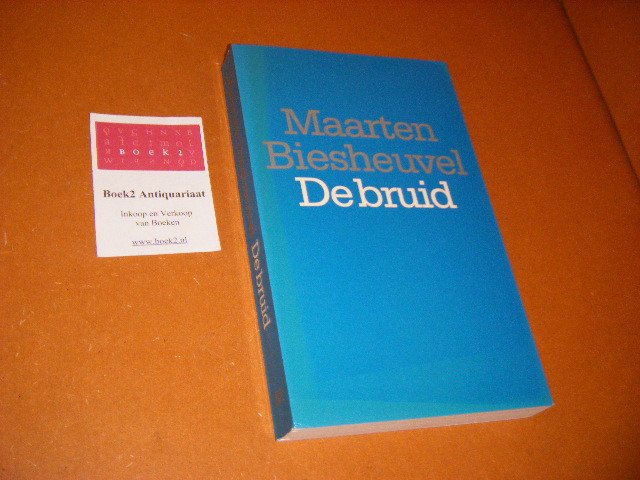 BOEK2
Boek2 Antiquariaat
Inkoop en Verkoop
van Boeken
www.boek2.nl
Maarten
Biesheuvel
De bruid
De bruid